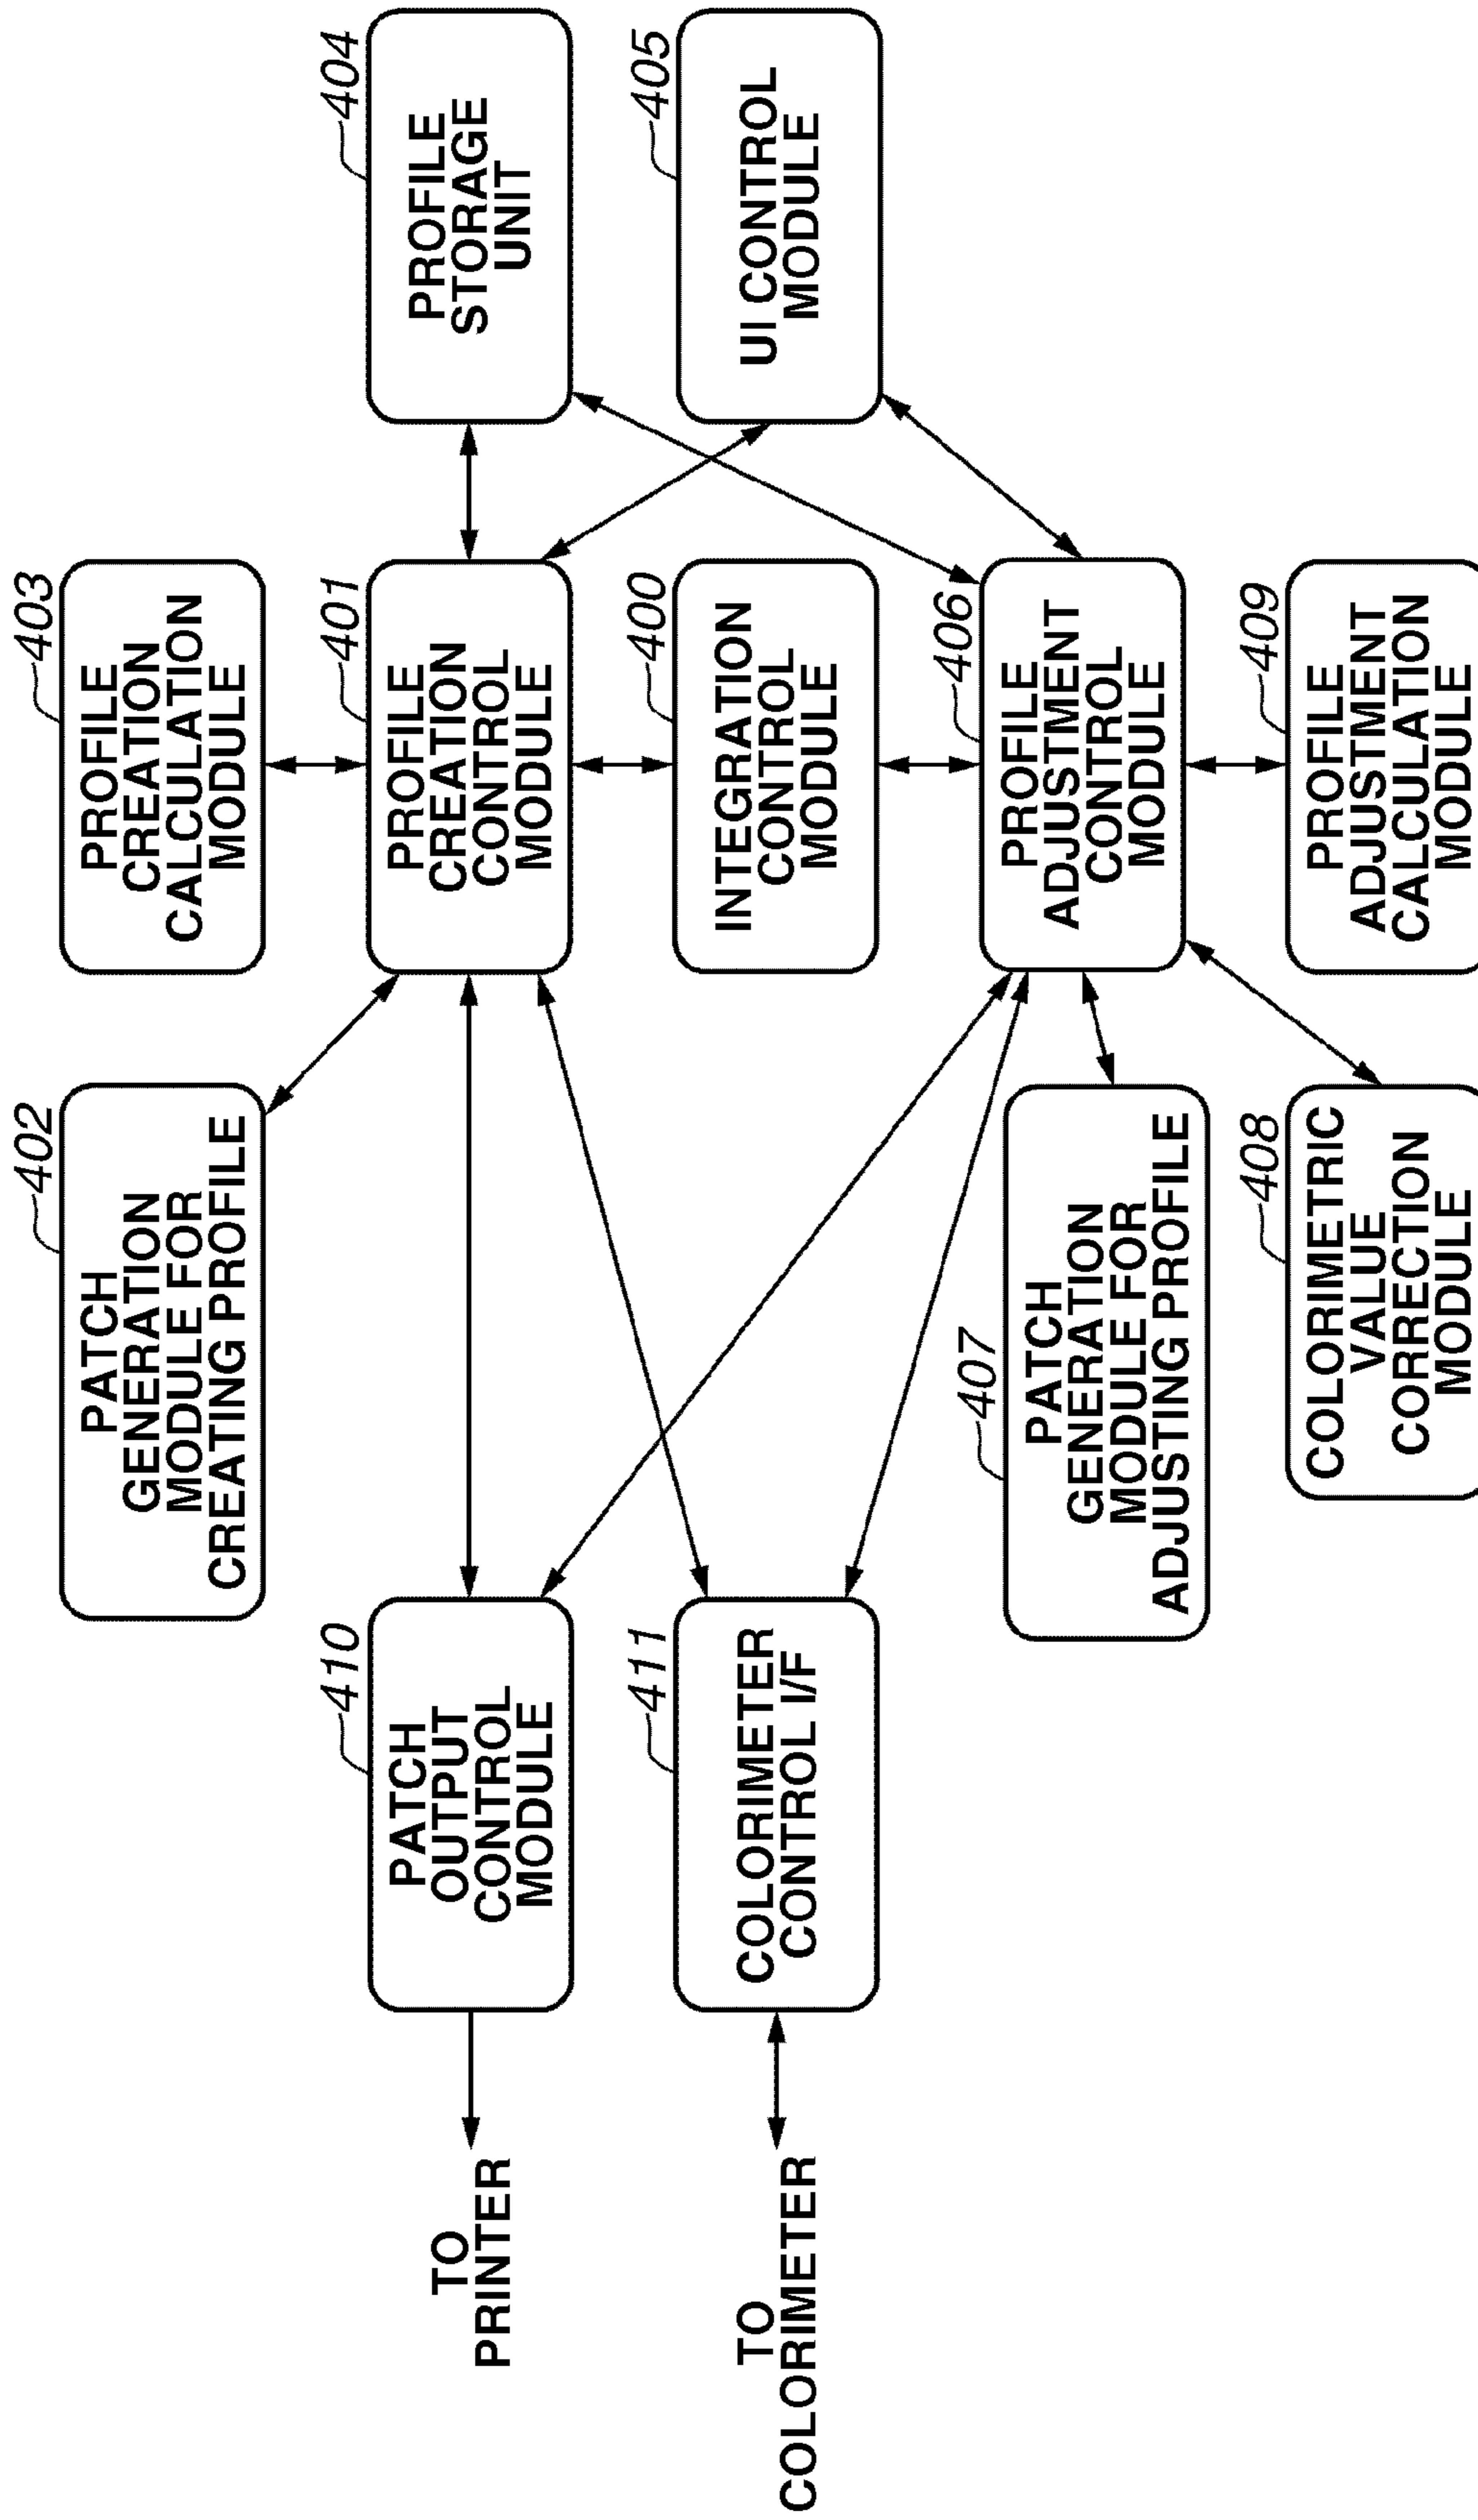 402
PATCH
GENERATION
MODULE FOR
CREATING PROFILE
403
PROFILE
CREATION
CALCULATION
MODULE
410
PATCH
OUTPUT
CONTROL
MODULE
401
PROFILE
CREATION
CONTROL
MODULE
404
PROFILE
STORAGE
UNIT
TO
PRINTER
411
COLORIMETER
CONTROL I/F
400
INTEGRATION
CONTROL
MODULE
405
UI CONTROL
MODULE
TO
COLORIMETER
407
PATCH
GENERATION
MODULE FOR
ADJUSTING PROFILE
406
PROFILE
ADJUSTMENT
CONTROL
MODULE
408
COLORIMETRIC
VALUE
CORRECTION
MODULE
409
PROFILE
ADJUSTMENT
CALCULATION
MODULE